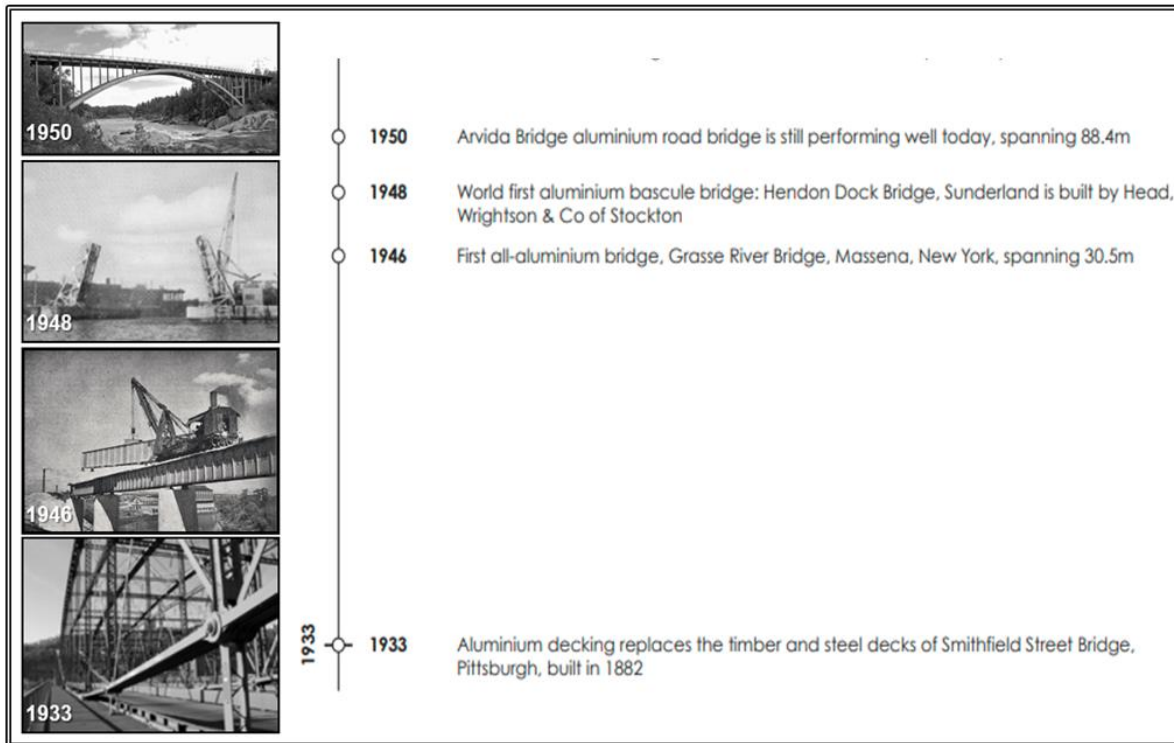 1950
1948
1946
1933
1950 Arvida Bridge aluminium road bridge is still performing well today, spanning 88.4m
1948 World first aluminium bascule bridge: Hendon Dock Bridge, Sunderland is built by Head,
Wrightson & Co of Stockton
1946 First all-aluminium bridge, Grasse River Bridge, Massena, New York, spanning 30.5m
1933
1933 Aluminium decking replaces the timber and steel decks of Smithfield Street Bridge,
Pittsburgh, built in 1882